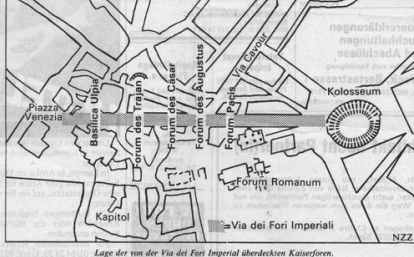 Piazza
Venezia
Basilica Ulpia
Forum des Trajan
Forum des Cäsar
Forum des Augustus
Forum Pacis
Via Cavour
Kolosseum
Forum Romanum
Kapitol
=Via dei Fori Imperiali
NZZ
Lage der von der Via dei Fori Imperial überdeckten Kaiserforen.